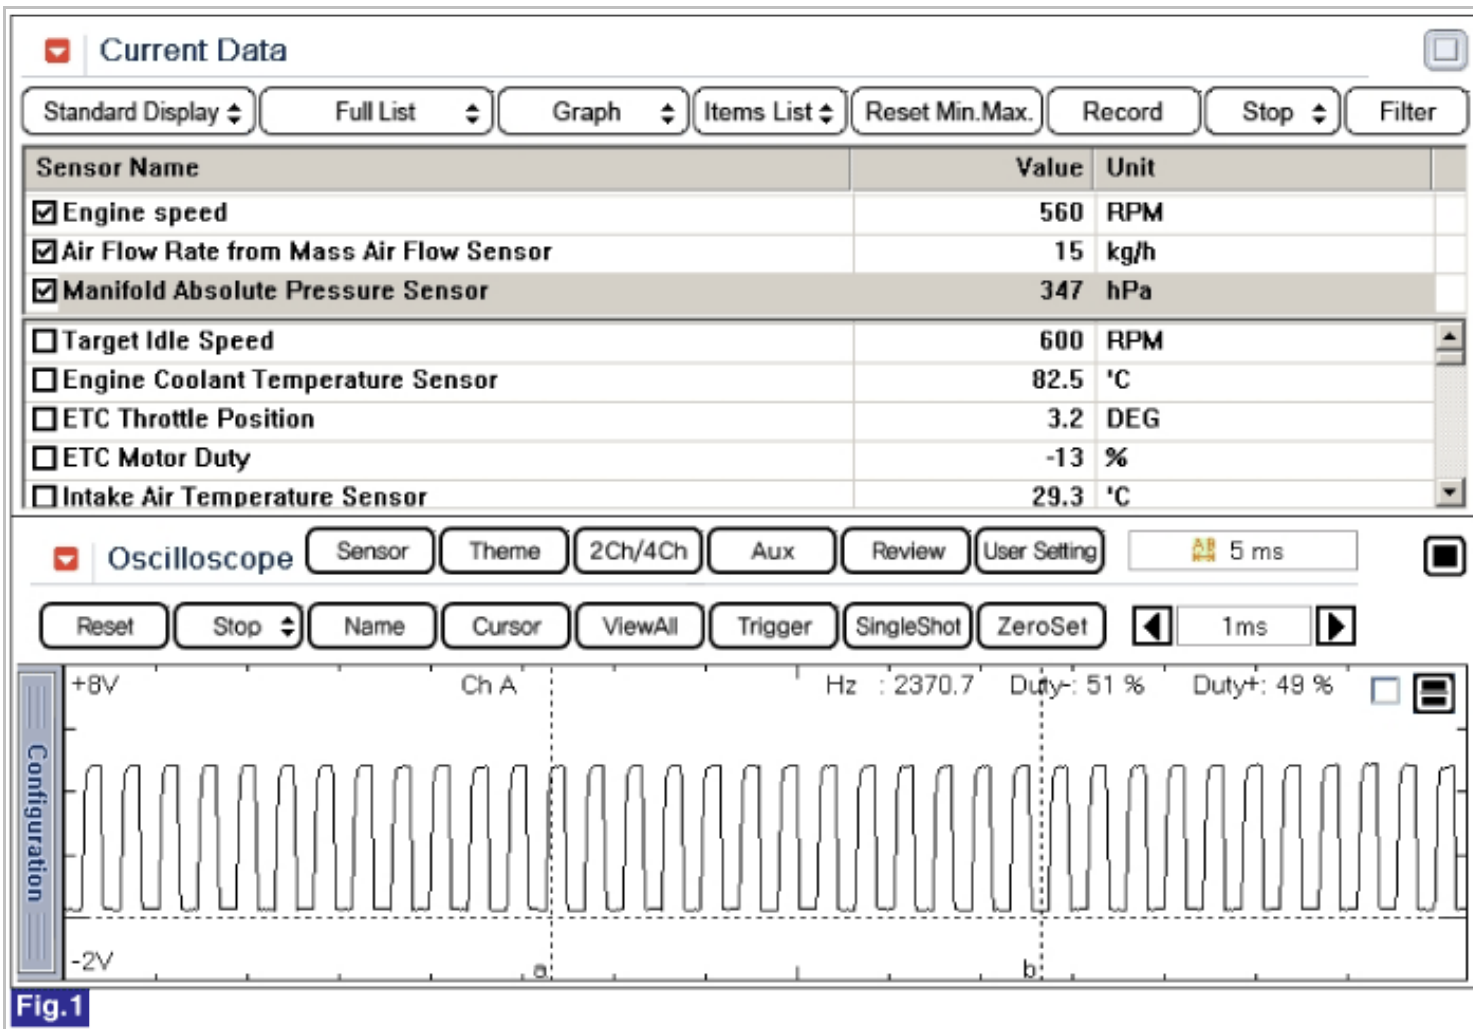 Current Data
Standard Display Full List Graph Items List Reset Min.Max. Record Stop Filter
Sensor Name Value Unit
Engine speed 560 RPM
Air Flow Rate from Mass Air Flow Sensor 15 kg/h
Manifold Absolute Pressure Sensor 347 hPa
Target Idle Speed 600 RPM
Engine Coolant Temperature Sensor 82.5 'C
ETC Throttle Position 3.2 DEG
ETC Motor Duty -13 %
Intake Air Temperature Sensor 29.3 'C
Oscilloscope Sensor Theme 2Ch/4Ch Aux Review User Setting AB 5 ms
Reset Stop Name Cursor ViewAll Trigger SingleShot ZeroSet 1ms
+8V Ch A Hz : 2370.7 Duty-: 51 % Duty+: 49 %
Configuration
-2V a b
Fig.1